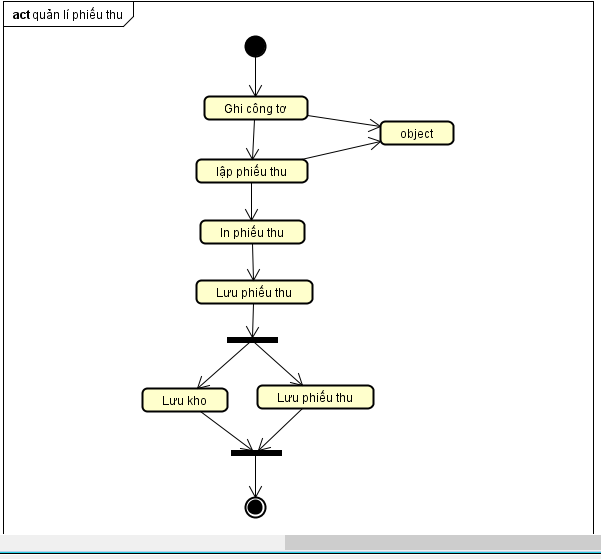 act quản lí phiếu thu
Ghi công tơ
object
lập phiếu thu
In phiếu thu
Lưu phiếu thu
Lưu kho
Lưu phiếu thu